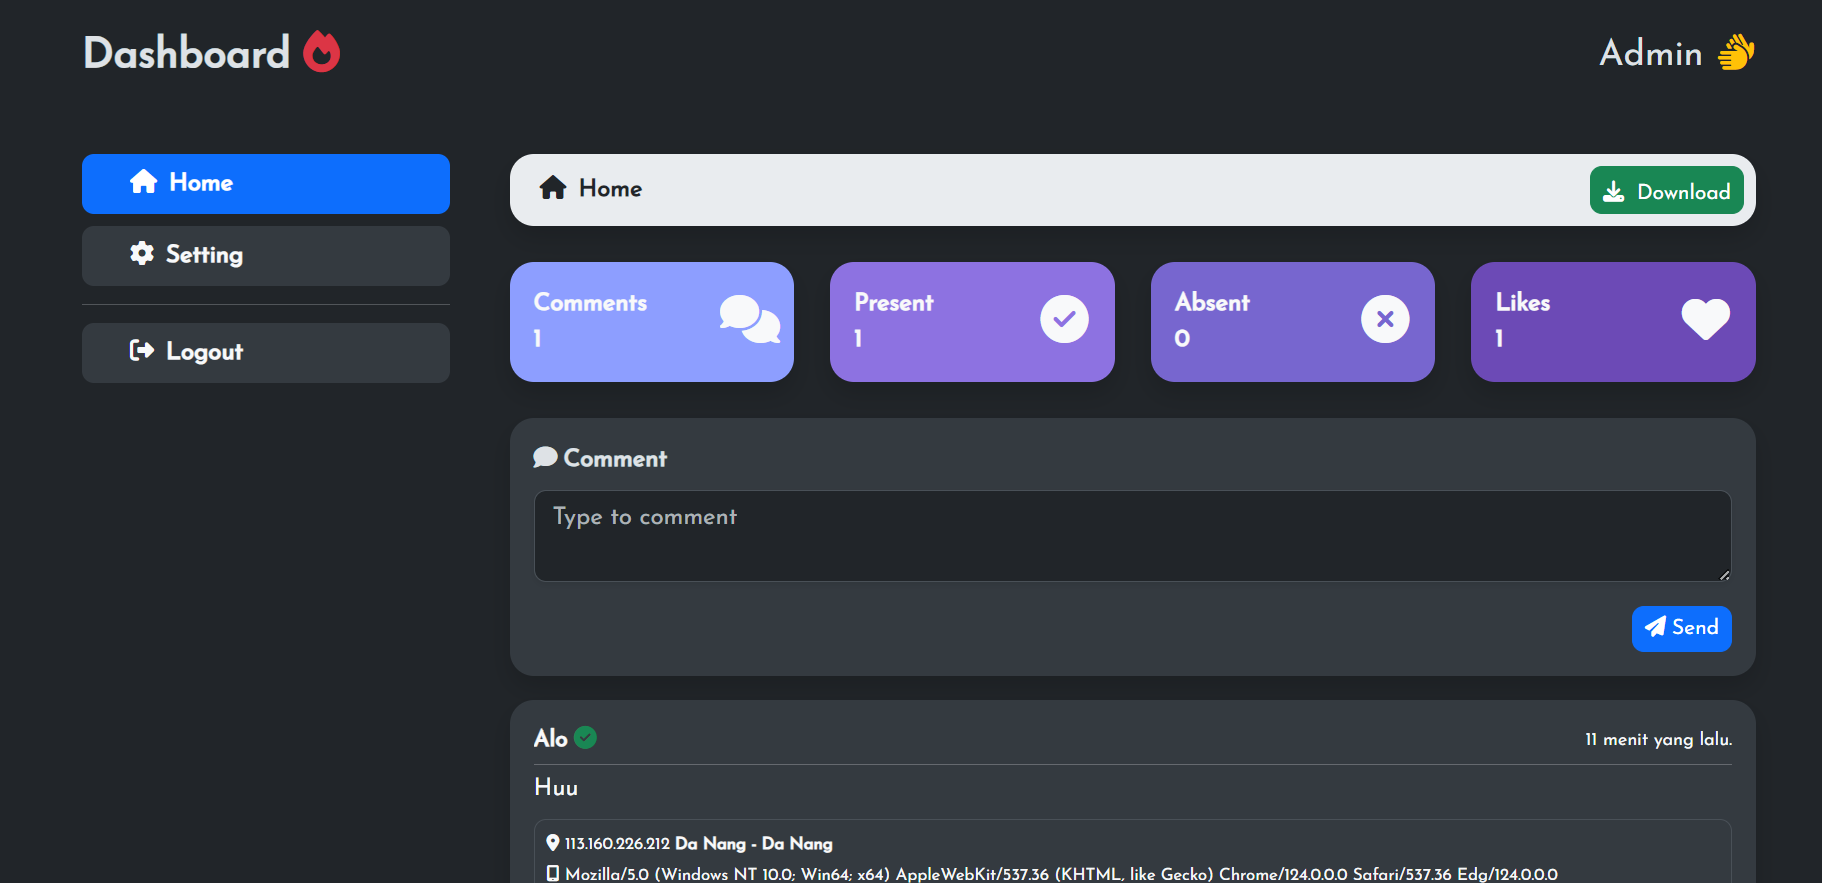 Dashboard
Admin
Home
Setting
Logout
Home
Download
Comments
1
Present
1
Absent
0
Likes
1
Comment
Type to comment
Send
Alo
11 menit yang lalu.
Huu
113.160.226.212 Da Nang - Da Nang
Mozilla/5.0 (Windows NT 10.0; Win64; x64) AppleWebKit/537.36 (KHTML, like Gecko) Chrome/124.0.0.0 Safari/537.36 Edg/124.0.0.0